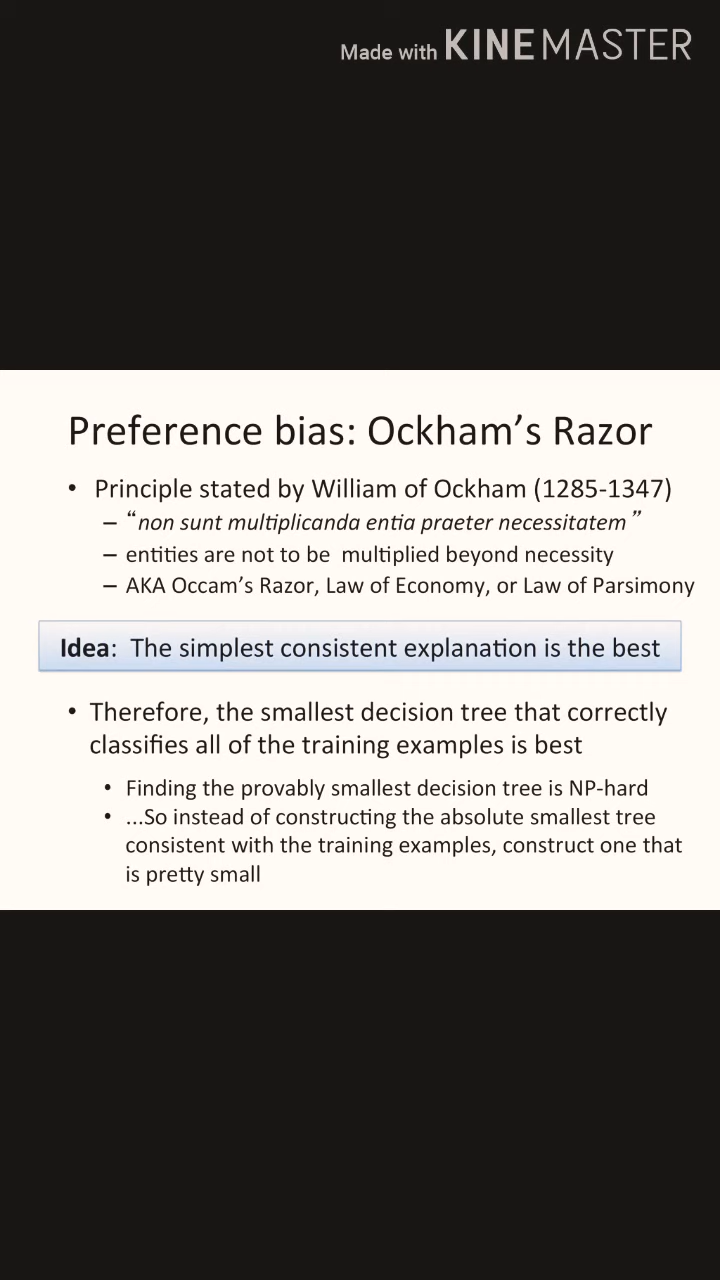 Made with KINEMASTER
Preference bias: Ockham’s Razor
• Principle stated by William of Ockham (1285-1347)
– “non sunt multiplicanda entia praeter necessitatem”
– entities are not to be multiplied beyond necessity
– AKA Occam’s Razor, Law of Economy, or Law of Parsimony
Idea: The simplest consistent explanation is the best
• Therefore, the smallest decision tree that correctly
classifies all of the training examples is best
• Finding the provably smallest decision tree is NP-hard
• ...So instead of constructing the absolute smallest tree
consistent with the training examples, construct one that
is pretty small